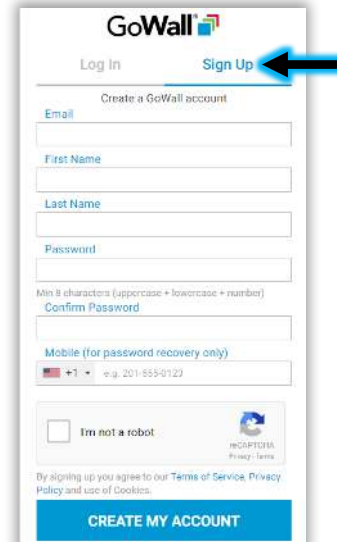 GoWall
Log In Sign Up
Create a GoWall account
Email
First Name
Last Name
Password
Min 8 characters (uppercase + lowercase + number)
Confirm Password
Mobile (for password recovery only)
+1 e.g. 201-555-0123
I'm not a robot
reCAPTCHA
Privacy - Terms
By signing up you agree to our Terms of Service, Privacy
Policy and use of Cookies.
CREATE MY ACCOUNT